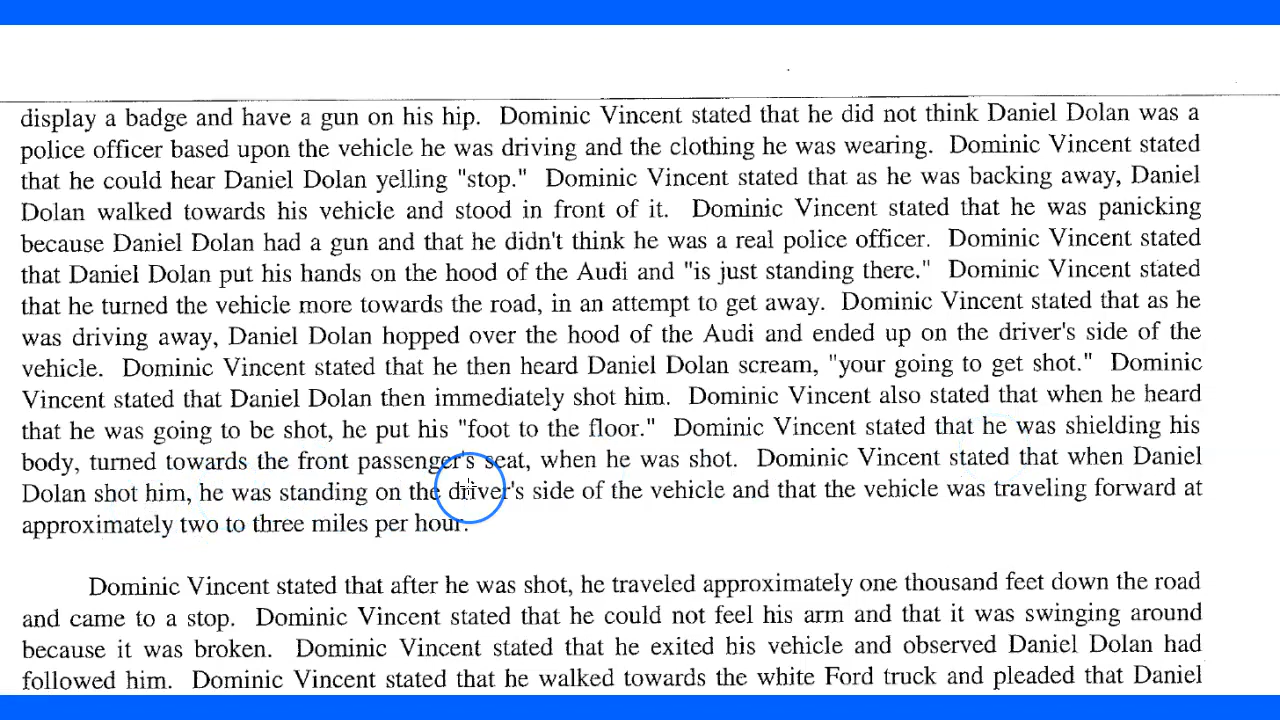 display a badge and have a gun on his hip. Dominic Vincent stated that he did not think Daniel Dolan was a
police officer based upon the vehicle he was driving and the clothing he was wearing. Dominic Vincent stated
that he could hear Daniel Dolan yelling "stop." Dominic Vincent stated that as he was backing away, Daniel
Dolan walked towards his vehicle and stood in front of it. Dominic Vincent stated that he was panicking
because Daniel Dolan had a gun and that he didn't think he was a real police officer. Dominic Vincent stated
that Daniel Dolan put his hands on the hood of the Audi and "is just standing there." Dominic Vincent stated
that he turned the vehicle more towards the road, in an attempt to get away. Dominic Vincent stated that as he
was driving away, Daniel Dolan hopped over the hood of the Audi and ended up on the driver's side of the
vehicle. Dominic Vincent stated that he then heard Daniel Dolan scream, "your going to get shot." Dominic
Vincent stated that Daniel Dolan then immediately shot him. Dominic Vincent also stated that when he heard
that he was going to be shot, he put his "foot to the floor." Dominic Vincent stated that he was shielding his
body, turned towards the front passenger's seat, when he was shot. Dominic Vincent stated that when Daniel
Dolan shot him, he was standing on the driver's side of the vehicle and that the vehicle was traveling forward at
approximately two to three miles per hour.
Dominic Vincent stated that after he was shot, he traveled approximately one thousand feet down the road
and came to a stop. Dominic Vincent stated that he could not feel his arm and that it was swinging around
because it was broken. Dominic Vincent stated that he exited his vehicle and observed Daniel Dolan had
followed him. Dominic Vincent stated that he walked towards the white Ford truck and pleaded that Daniel